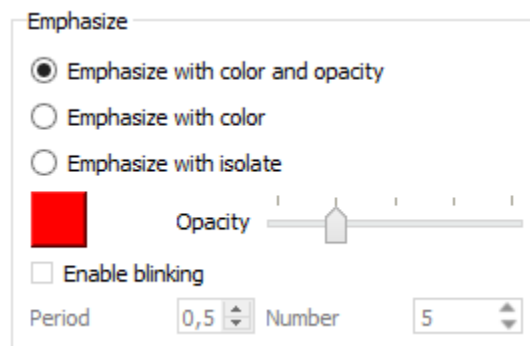 Emphasize
Emphasize with color and opacity
Emphasize with color
Emphasize with isolate
Opacity
Enable blinking
Period 0,5 Number 5